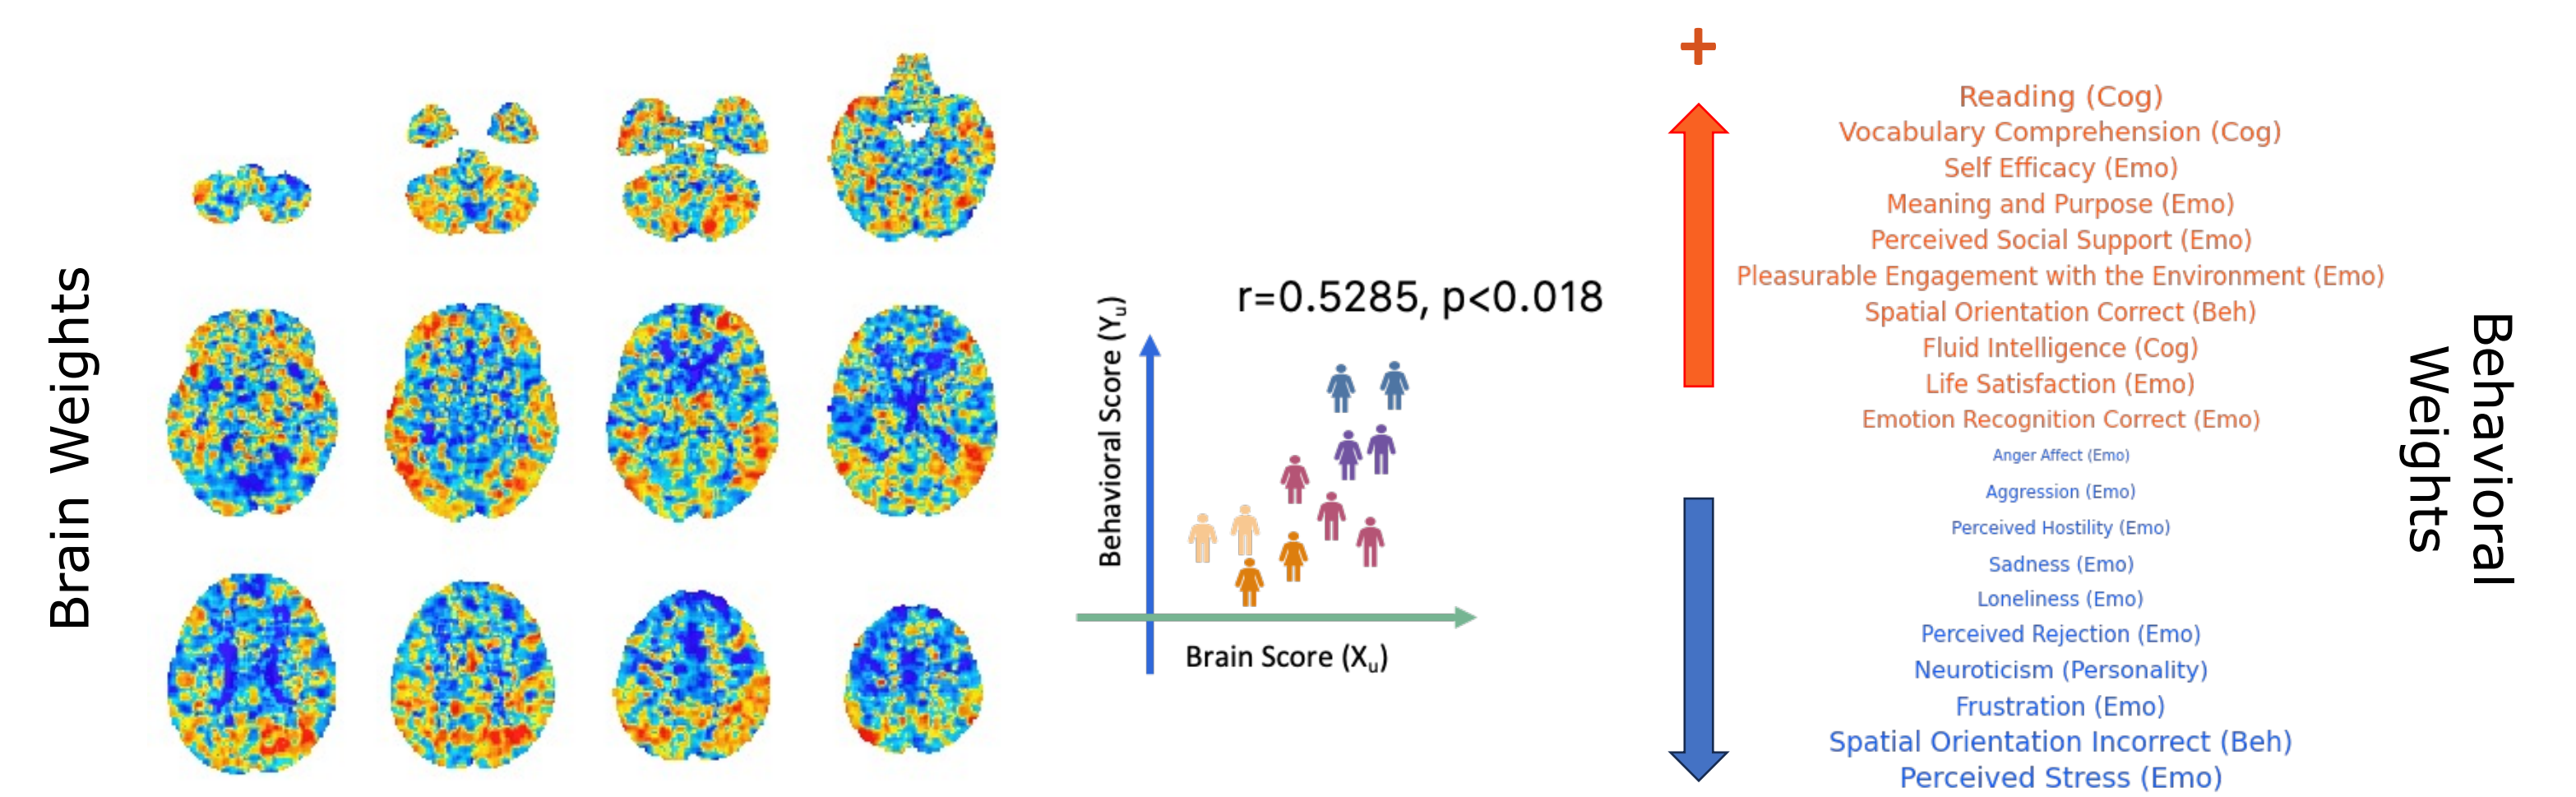 Brain Weights
r=0.5285, p<0.018
Behavioral Score (Yu)
Brain Score (Xu)
+
Reading (Cog)
Vocabulary Comprehension (Cog)
Self Efficacy (Emo)
Meaning and Purpose (Emo)
Perceived Social Support (Emo)
Pleasurable Engagement with the Environment (Emo)
Spatial Orientation Correct (Beh)
Fluid Intelligence (Cog)
Life Satisfaction (Emo)
Emotion Recognition Correct (Emo)
Anger Affect (Emo)
Aggression (Emo)
Perceived Hostility (Emo)
Sadness (Emo)
Loneliness (Emo)
Perceived Rejection (Emo)
Neuroticism (Personality)
Frustration (Emo)
Spatial Orientation Incorrect (Beh)
Perceived Stress (Emo)
Behavioral
Weights